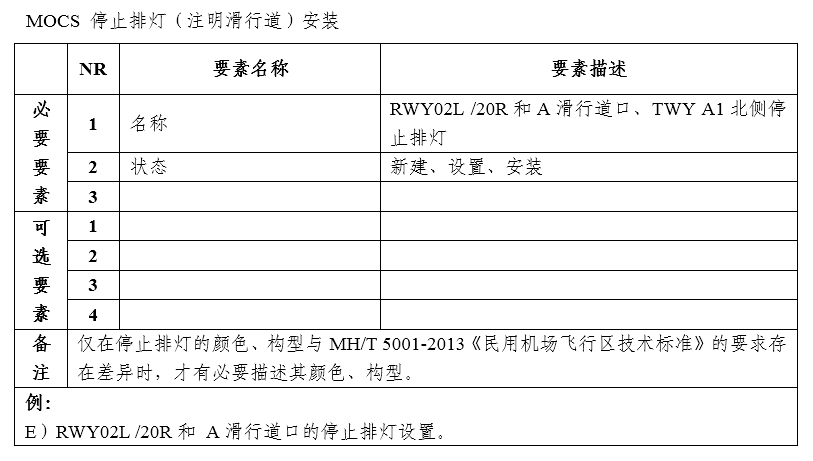 MOCS 停止排灯（注明滑行道）安装
NR 要素名称 要素描述
必要要素 1 名称 RWY02L /20R 和 A 滑行道口、TWY A1 北侧停
止排灯
2 状态 新建、设置、安装
3
可选要素 1
2
3
4
备注 仅在停止排灯的颜色、构型与 MH/T 5001-2013《民用机场飞行区技术标准》的要求存
在差异时，才有必要描述其颜色、构型。
例：
E）RWY02L /20R 和 A 滑行道口的停止排灯设置。